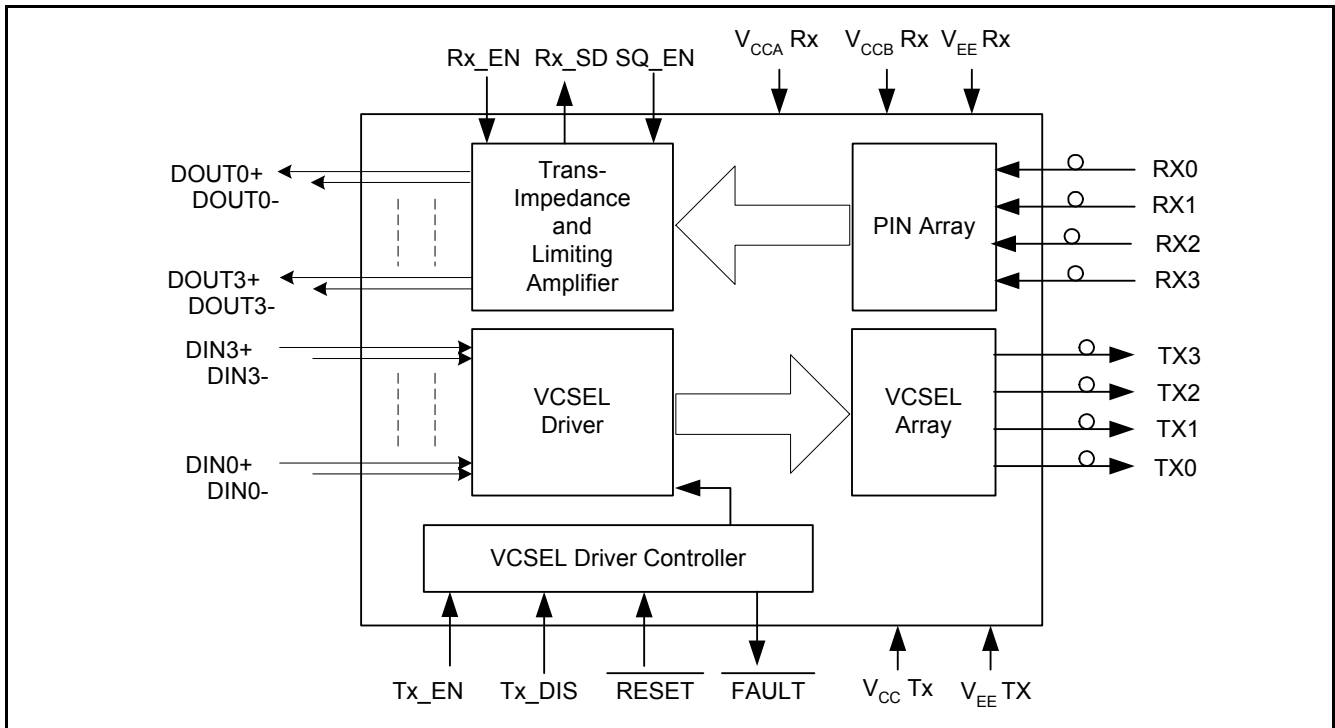 V_CCA Rx
V_CCB Rx
V_EE Rx
Rx_EN
Rx_SD
SQ_EN
DOUT0+
DOUT0-
DOUT3+
DOUT3-
Trans-
Impedance
and
Limiting
Amplifier
PIN Array
RX0
RX1
RX2
RX3
DIN3+
DIN3-
DIN0+
DIN0-
VCSEL
Driver
VCSEL
Array
TX3
TX2
TX1
TX0
VCSEL Driver Controller
Tx_EN
Tx_DIS
RESET
FAULT
V_CC Tx
V_EE TX